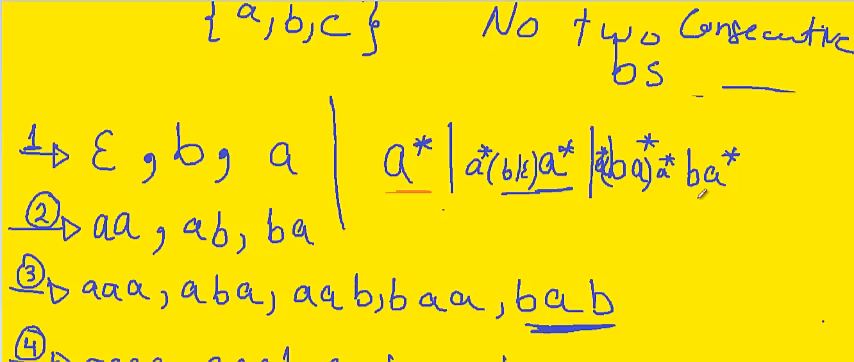 {a,b,c} No two Consecutive
bs
1 ε, b, a | a* | a*(b|ε)a* | (a*ba)*a*ba*
2 aa, ab, ba
3 aaa, aba, aab, baa, bab
4